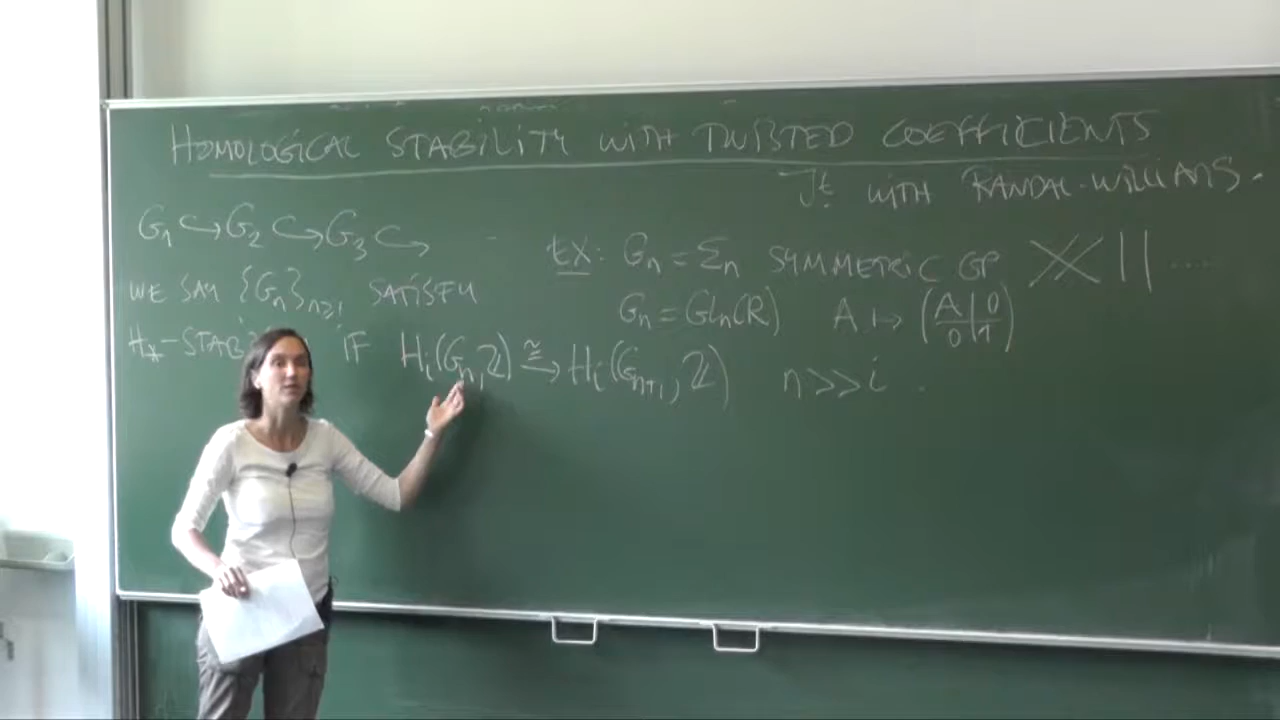 HOMOLOGICAL STABILITY WITH TWISTED COEFFICIENTS
Jt. WITH RANDAL-WILLIAMS.
G₁ ↪ G₂ ↪ G₃ ↪
WE SAY {Gₙ}ₙ≥₁ SATISFY
H_*-STAB IF Hᵢ(Gₙ, ℤ) ≅→ Hᵢ(Gₙ₊₁, ℤ) n>>i.
EX: Gₙ = Σₙ SYMMETRIC GP | | ....
Gₙ = GLₙ(R) A ↦ (A|0 / 0|1)